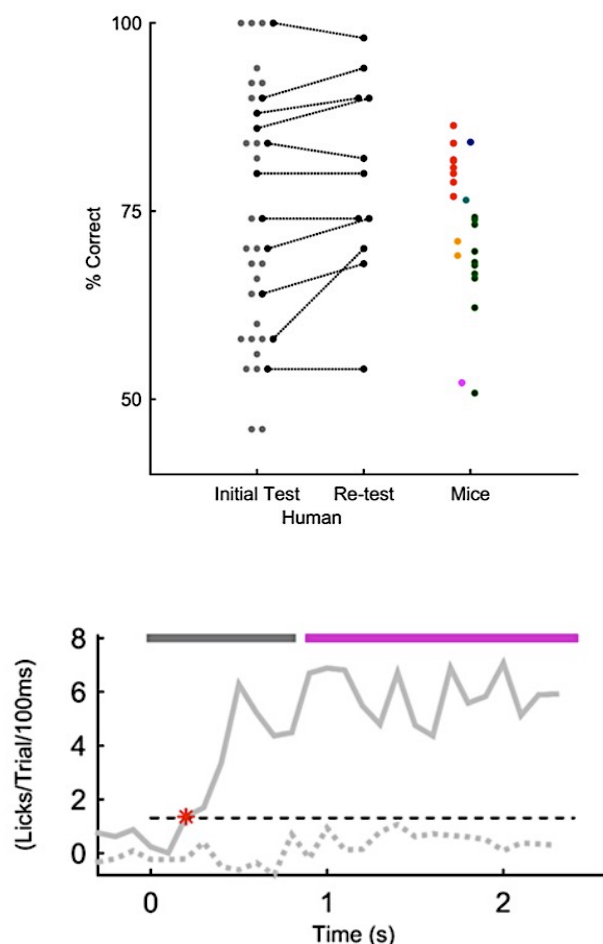 100
75
50
% Correct
Initial Test Re-test Mice
Human
8
6
4
2
0
(Licks/Trial/100ms)
0 1 2
Time (s)